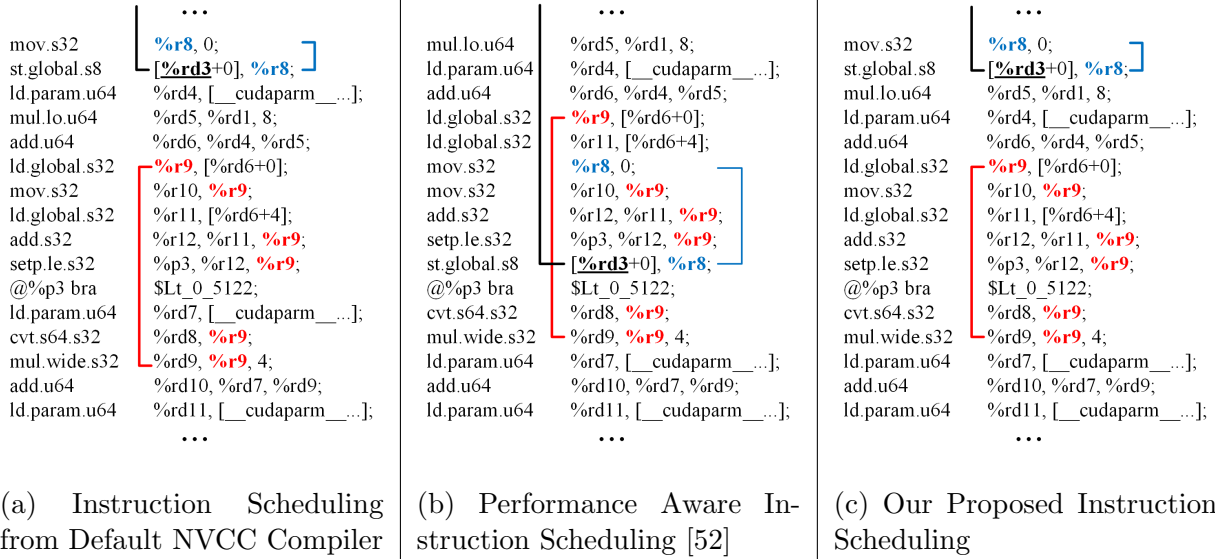 ...
mov.s32 %r8, 0;
st.global.s8 [%rd3+0], %r8;
ld.param.u64 %rd4, [__cudaparm__...];
mul.lo.u64 %rd5, %rd1, 8;
add.u64 %rd6, %rd4, %rd5;
ld.global.s32 %r9, [%rd6+0];
mov.s32 %r10, %r9;
ld.global.s32 %r11, [%rd6+4];
add.s32 %r12, %r11, %r9;
setp.le.s32 %p3, %r12, %r9;
@%p3 bra $Lt_0_5122;
ld.param.u64 %rd7, [__cudaparm__...];
cvt.s64.s32 %rd8, %r9;
mul.wide.s32 %rd9, %r9, 4;
add.u64 %rd10, %rd7, %rd9;
ld.param.u64 %rd11, [__cudaparm__...];
...
(a) Instruction Scheduling
from Default NVCC Compiler
...
mul.lo.u64 %rd5, %rd1, 8;
ld.param.u64 %rd4, [__cudaparm__...];
add.u64 %rd6, %rd4, %rd5;
ld.global.s32 %r9, [%rd6+0];
ld.global.s32 %r11, [%rd6+4];
mov.s32 %r8, 0;
mov.s32 %r10, %r9;
add.s32 %r12, %r11, %r9;
setp.le.s32 %p3, %r12, %r9;
st.global.s8 [%rd3+0], %r8;
@%p3 bra $Lt_0_5122;
cvt.s64.s32 %rd8, %r9;
mul.wide.s32 %rd9, %r9, 4;
ld.param.u64 %rd7, [__cudaparm__...];
add.u64 %rd10, %rd7, %rd9;
ld.param.u64 %rd11, [__cudaparm__...];
...
(b) Performance Aware In-
struction Scheduling [52]
...
mov.s32 %r8, 0;
st.global.s8 [%rd3+0], %r8;
mul.lo.u64 %rd5, %rd1, 8;
ld.param.u64 %rd4, [__cudaparm__...];
add.u64 %rd6, %rd4, %rd5;
ld.global.s32 %r9, [%rd6+0];
mov.s32 %r10, %r9;
ld.global.s32 %r11, [%rd6+4];
add.s32 %r12, %r11, %r9;
setp.le.s32 %p3, %r12, %r9;
@%p3 bra $Lt_0_5122;
cvt.s64.s32 %rd8, %r9;
mul.wide.s32 %rd9, %r9, 4;
ld.param.u64 %rd7, [__cudaparm__...];
add.u64 %rd10, %rd7, %rd9;
ld.param.u64 %rd11, [__cudaparm__...];
...
(c) Our Proposed Instruction
Scheduling